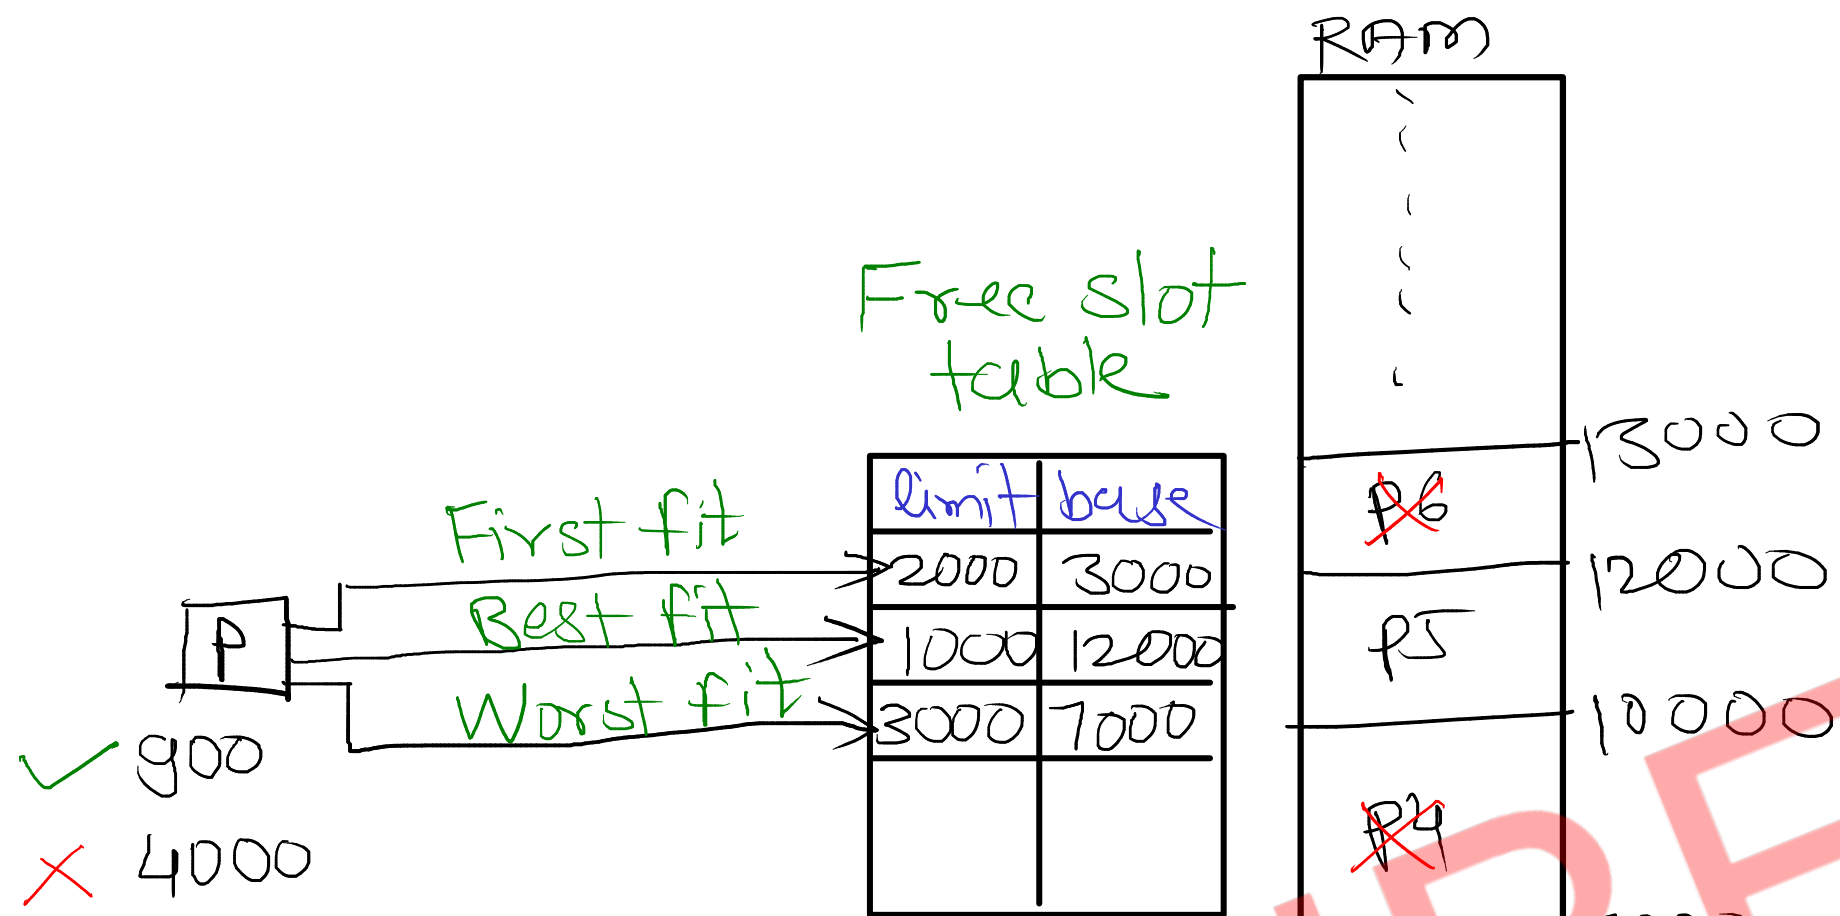 RAM
Free slot
table
13000
limit base
P6
First fit
2000 3000
12000
Best fit
P
1000 12000
P5
Worst fit
3000 7000
10000
900
P4
4000